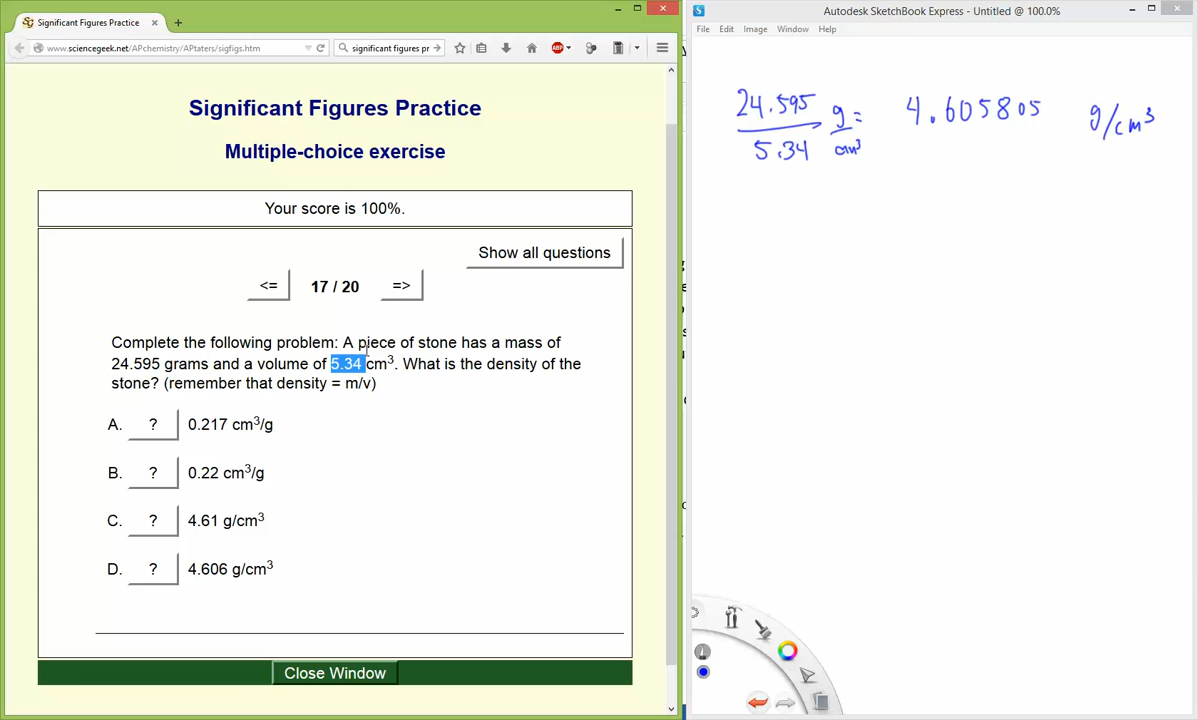 Significant Figures Practice
www.sciencegeek.net/APchemistry/APtaters/sigfigs.htm
significant figures pr
Significant Figures Practice
Multiple-choice exercise
Your score is 100%.
Show all questions
<= 17 / 20 =>
Complete the following problem: A piece of stone has a mass of
24.595 grams and a volume of 5.34 cm³. What is the density of the
stone? (remember that density = m/v)
A. ? 0.217 cm³/g
B. ? 0.22 cm³/g
C. ? 4.61 g/cm³
D. ? 4.606 g/cm³
Close Window
Autodesk SketchBook Express - Untitled @ 100.0%
File Edit Image Window Help
24.595 g = 4.605805 g/cm³
5.34 cm³